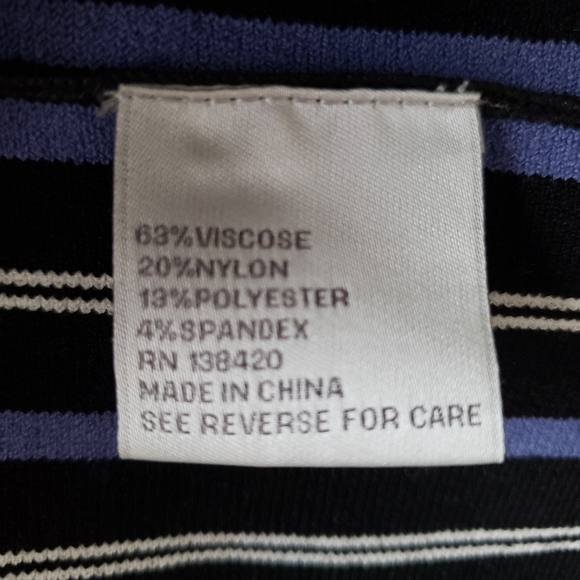 63%VISCOSE
20%NYLON
13%POLYESTER
4%SPANDEX
RN 138420
MADE IN CHINA
SEE REVERSE FOR CARE